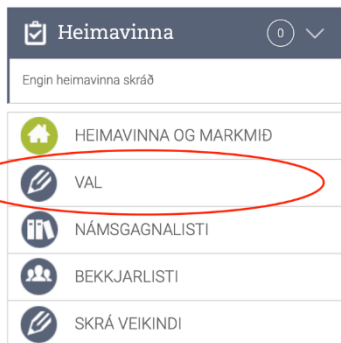 Heimavinna 0
Engin heimavinna skráð
HEIMAVINNA OG MARKMIÐ
VAL
NÁMSGAGNALISTI
BEKKJARLISTI
SKRÁ VEIKINDI